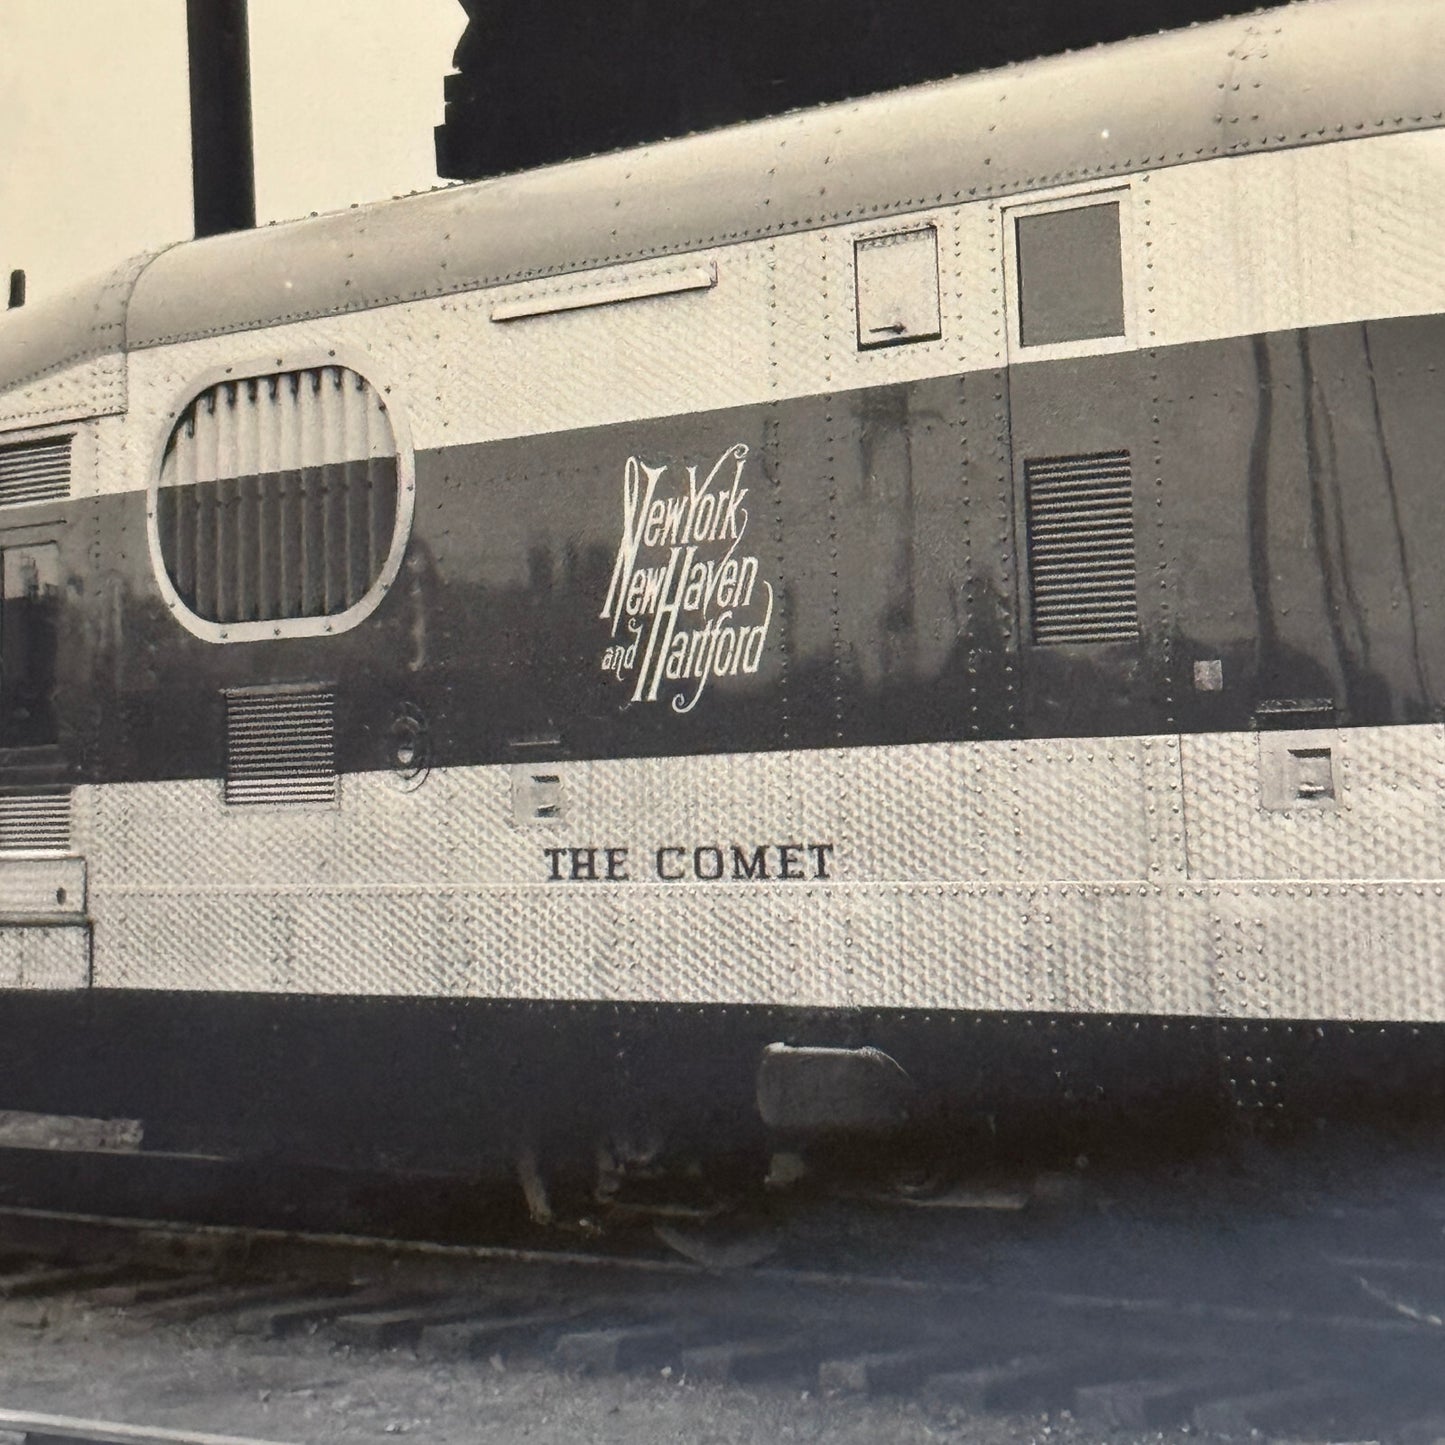 New York
New Haven
and Hartford
THE COMET